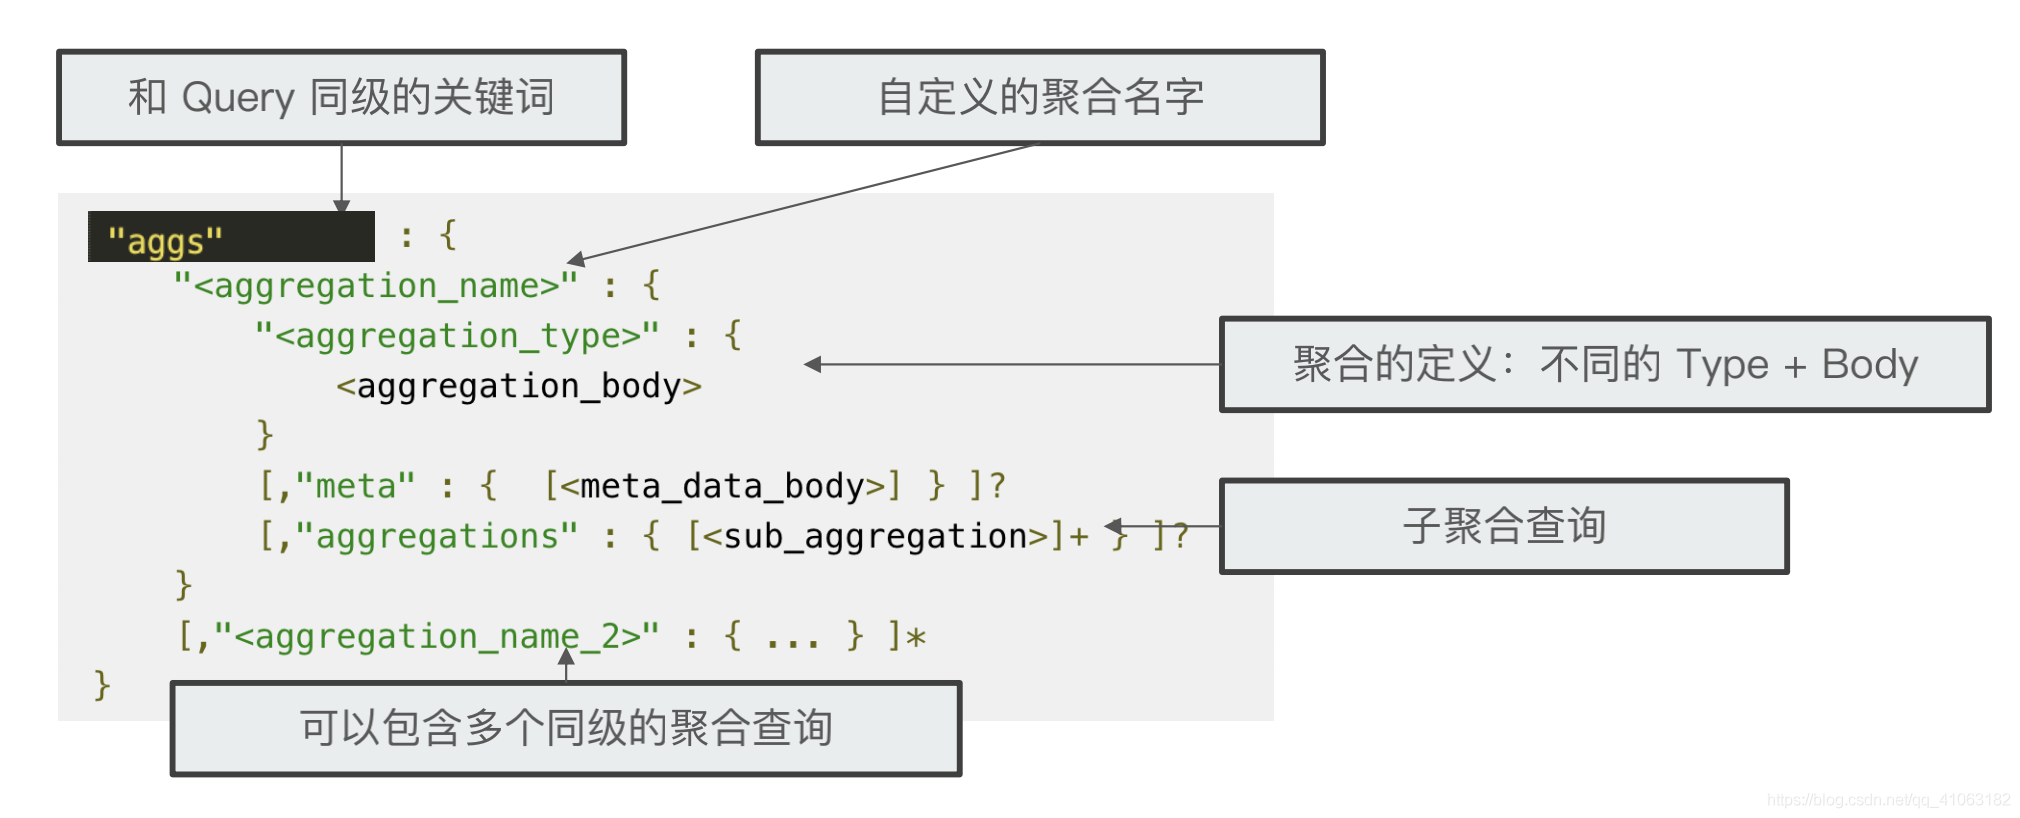 和 Query 同级的关键词
自定义的聚合名字
"aggs" : {
"<aggregation_name>" : {
"<aggregation_type>" : {
<aggregation_body>
聚合的定义：不同的 Type + Body
}
[,"meta" : { [<meta_data_body>] } ]?
[,"aggregations" : { [<sub_aggregation>]+ } ]?
子聚合查询
}
[,"<aggregation_name_2>" : { ... } ]*
}
可以包含多个同级的聚合查询
https://blog.csdn.net/qq_41063182